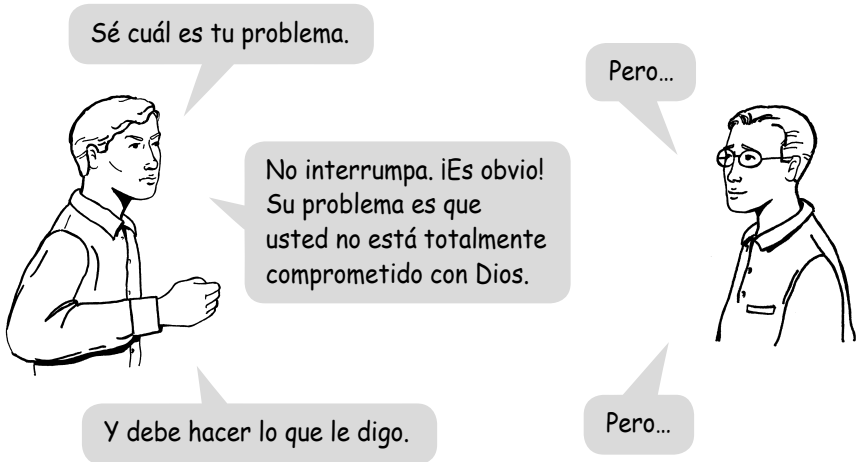 Sé cuál es tu problema.
Pero...
No interrumpa. ¡Es obvio!
Su problema es que
usted no está totalmente
comprometido con Dios.
Y debe hacer lo que le digo.
Pero...